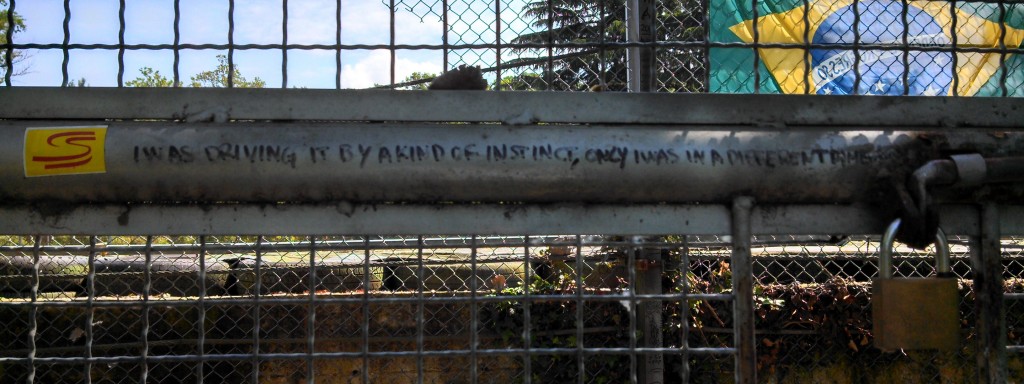 I WAS DRIVING IT BY A KIND OF INSTINCT, ONLY I WAS IN A DIFFERENT